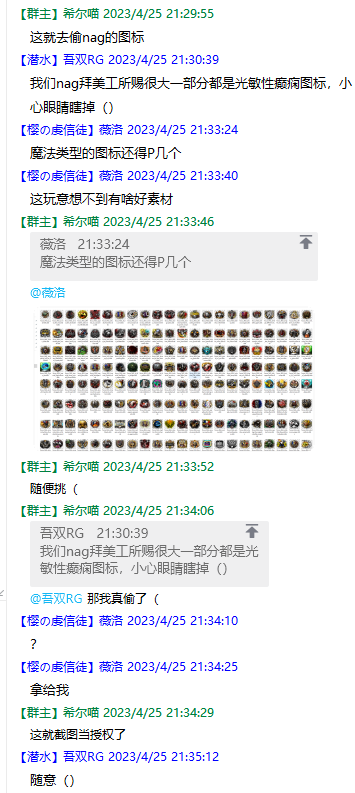 【群主】希尔喵 2023/4/25 21:29:55
这就去偷nag的图标
【潜水】吾双RG 2023/4/25 21:30:39
我们nag拜美工所赐很大一部分都是光敏性癫痫图标，小
心眼睛瞎掉（）
【樱の虔信徒】薇洛 2023/4/25 21:33:24
魔法类型的图标还得P几个
【樱の虔信徒】薇洛 2023/4/25 21:33:40
这玩意想不到有啥好素材
【群主】希尔喵 2023/4/25 21:33:46
薇洛 21:33:24
魔法类型的图标还得P几个
@薇洛
【群主】希尔喵 2023/4/25 21:33:52
随便挑（
【群主】希尔喵 2023/4/25 21:34:06
吾双RG 21:30:39
我们nag拜美工所赐很大一部分都是光
敏性癫痫图标，小心眼睛瞎掉（）
@吾双RG 那我真偷了（
【樱の虔信徒】薇洛 2023/4/25 21:34:10
？
【樱の虔信徒】薇洛 2023/4/25 21:34:25
拿给我
【群主】希尔喵 2023/4/25 21:34:29
这就截图当授权了
【潜水】吾双RG 2023/4/25 21:35:12
随意（）